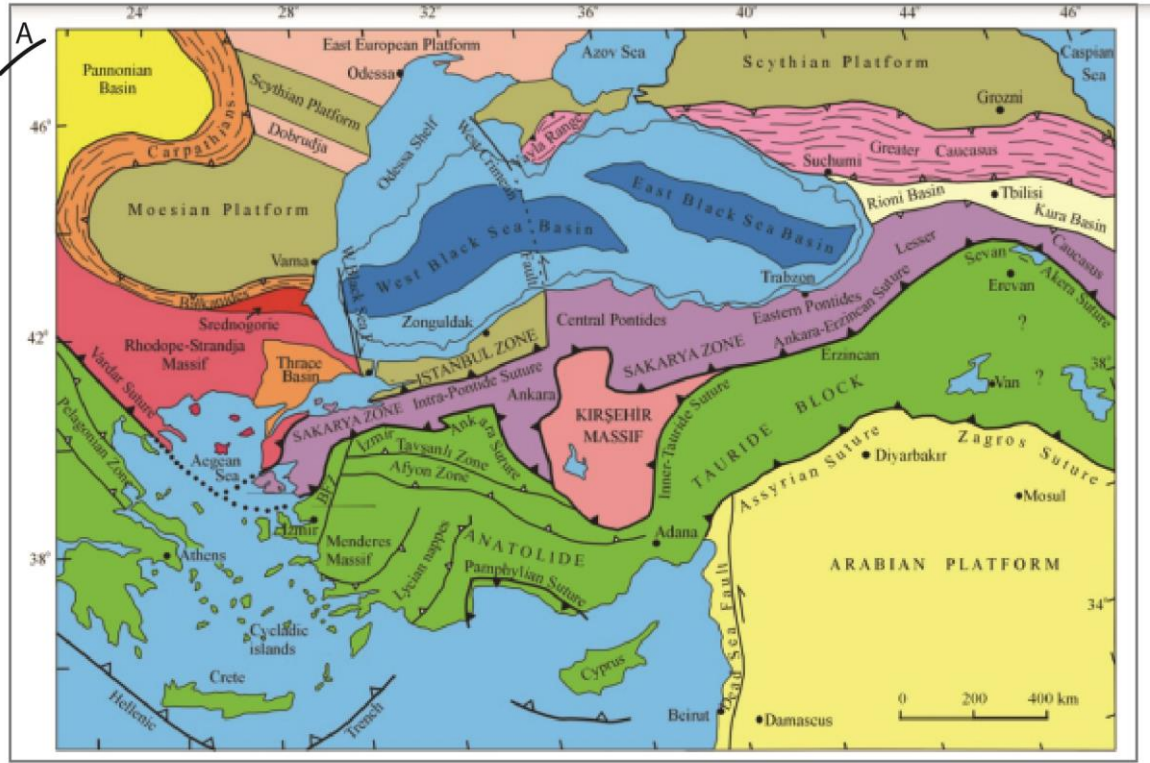 A
24°
28°
32°
36°
40°
44°
46°
Pannonian
Basin
East European Platform
Odessa
Azov Sea
Scythian Platform
Caspian
Sea
Scythian Platform
Grozni
46°
Carpathians
Dobrudja
Odessa Shelf
West Crimean
Fault
Yayla Range
Greater Caucasus
Suchumi
Rioni Basin
Tbilisi
Kura Basin
Moesian Platform
East Black Sea Basin
West Black Sea Basin
Varna
W. Black Sea F.
Trabzon
Lesser
Caucasus
Sevan
Akera Suture
Erevan
Balkanides
Srednogorie
Zonguldak
Central Pontides
Eastern Pontides
42°
Rhodope-Strandja
Massif
Thrace
Basin
ISTANBUL ZONE
SAKARYA ZONE
Ankara-Erzincan Suture
Erzincan
?
38°
Vardar Suture
Intra-Pontide Suture
Ankara
KIRŞEHİR
MASSIF
Van
?
Pelagonian Zone
SAKARYA ZONE
İzmir
Ankara Suture
Tavşanlı Zone
Afyon Zone
Inner-Tauride Suture
TAURIDE BLOCK
Aegean
Sea
BFZ
Assyrian Suture
Zagros Suture
Diyarbakır
Mosul
İzmir
Menderes
Massif
Lycian nappes
ANATOLIDE
Adana
38°
Athens
Pamphylian Suture
ARABIAN PLATFORM
34°
Cycladic
islands
Cyprus
Dead Sea Fault
Crete
Hellenic
Trench
Beirut
Damascus
0 200 400 km